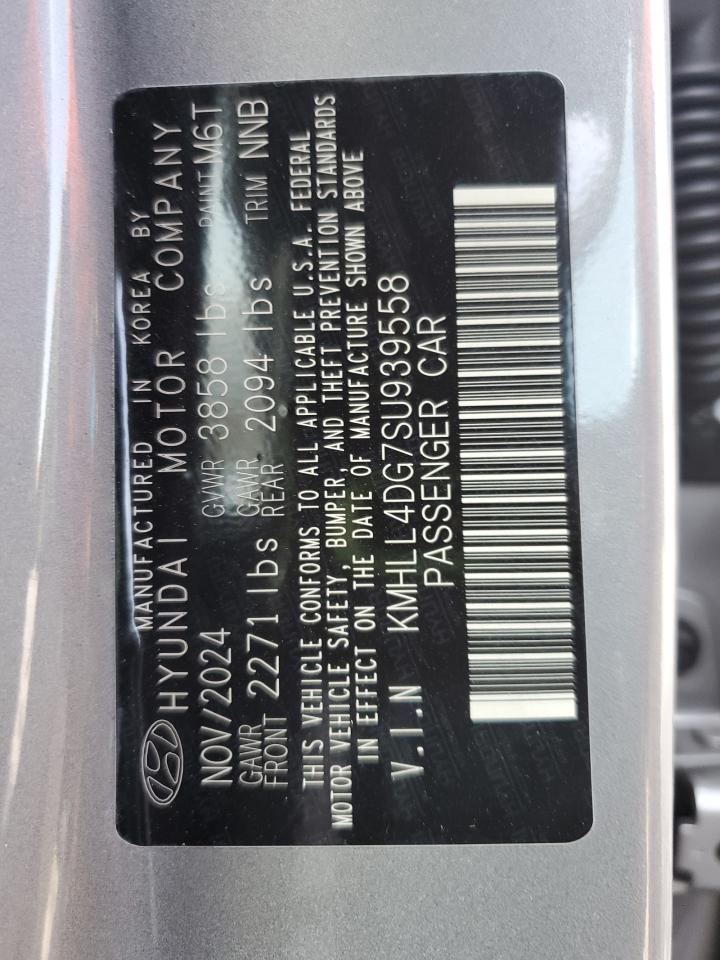 MANUFACTURED IN KOREA BY
HYUNDAI MOTOR COMPANY
NOV/2024 GVWR 3858 lbs PAINT M6T
GAWR FRONT 2271 lbs GAWR REAR 2094 lbs TRIM NNB
THIS VEHICLE CONFORMS TO ALL APPLICABLE U.S.A. FEDERAL
MOTOR VEHICLE SAFETY, BUMPER, AND THEFT PREVENTION STANDARDS
IN EFFECT ON THE DATE OF MANUFACTURE SHOWN ABOVE
V.I.N KMHLL4DG7SU939558
PASSENGER CAR